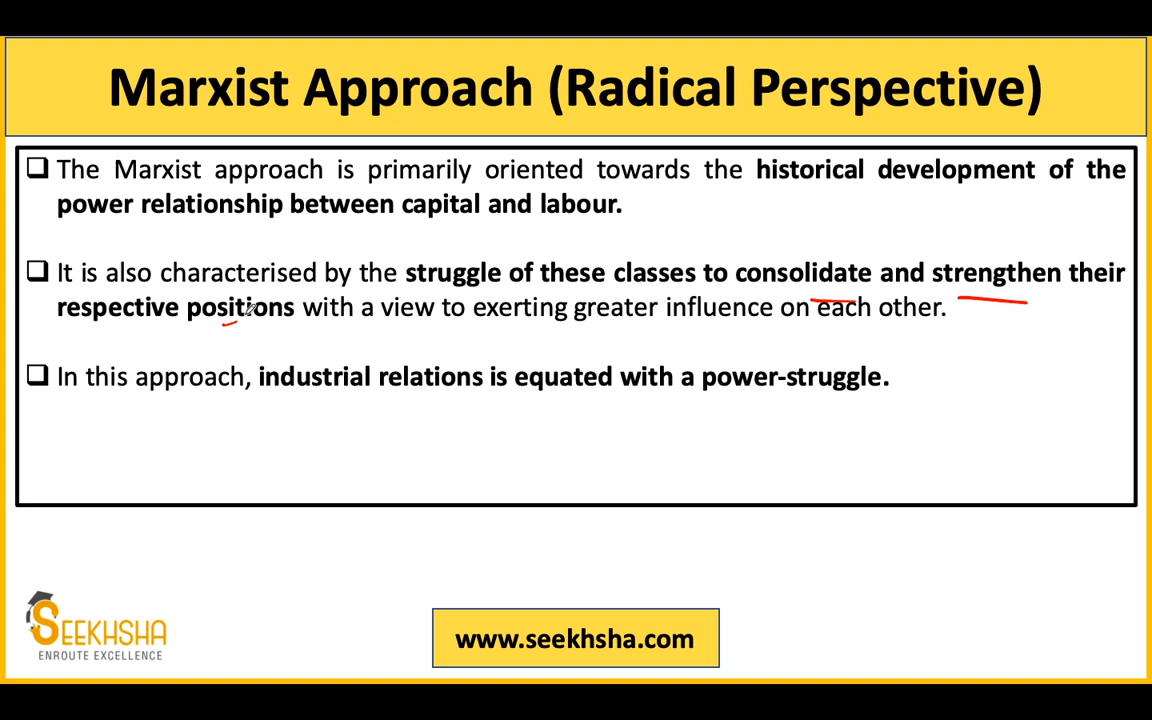 Marxist Approach (Radical Perspective)
The Marxist approach is primarily oriented towards the historical development of the
power relationship between capital and labour.
It is also characterised by the struggle of these classes to consolidate and strengthen their
respective positions with a view to exerting greater influence on each other.
In this approach, industrial relations is equated with a power-struggle.
SEEKHSHA
ENROUTE EXCELLENCE
www.seekhsha.com